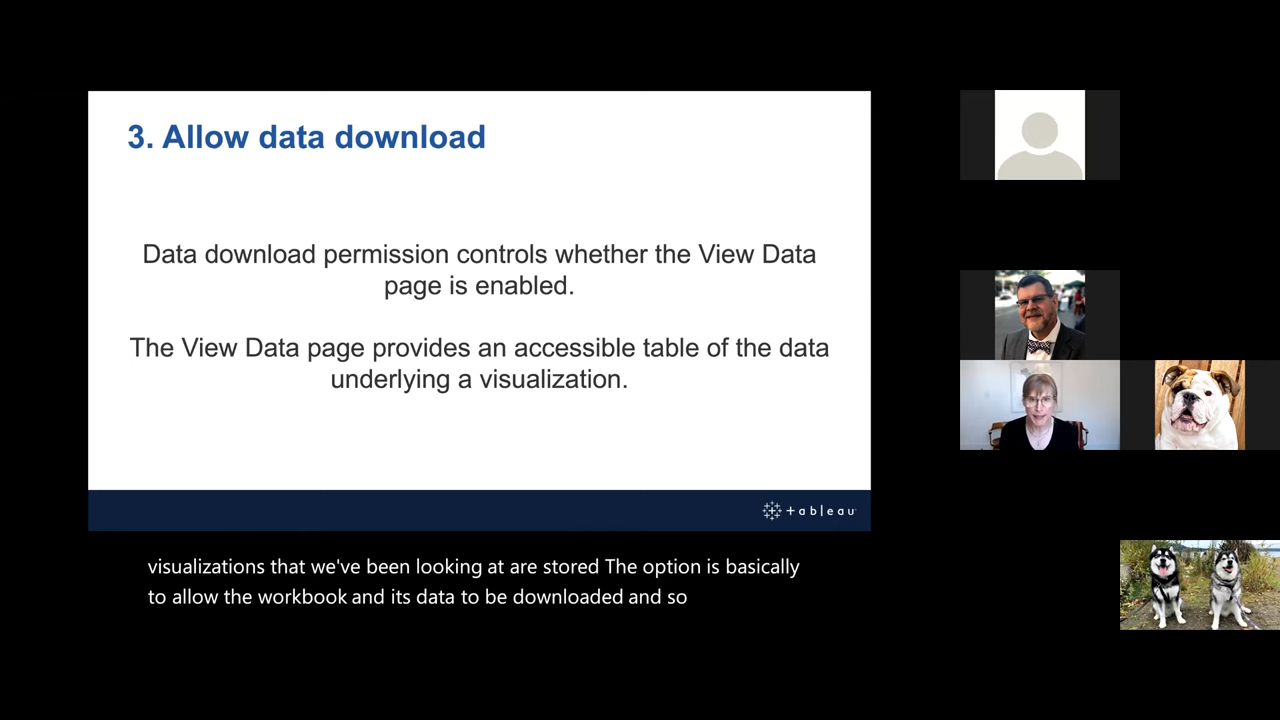 3. Allow data download
Data download permission controls whether the View Data
page is enabled.
The View Data page provides an accessible table of the data
underlying a visualization.
+ableau
visualizations that we've been looking at are stored The option is basically
to allow the workbook and its data to be downloaded and so